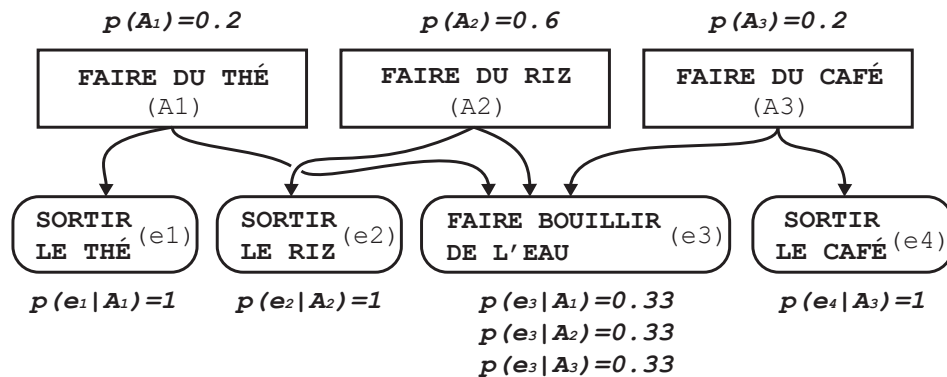 p(A₁)=0.2 p(A₂)=0.6 p(A₃)=0.2
FAIRE DU THÉ FAIRE DU RIZ FAIRE DU CAFÉ
(A1) (A2) (A3)
SORTIR
LE THÉ (e1)
SORTIR
LE RIZ (e2)
FAIRE BOUILLIR
DE L'EAU (e3)
SORTIR
LE CAFÉ (e4)
p(e₁|A₁)=1 p(e₂|A₂)=1 p(e₃|A₁)=0.33 p(e₄|A₃)=1
p(e₃|A₂)=0.33
p(e₃|A₃)=0.33